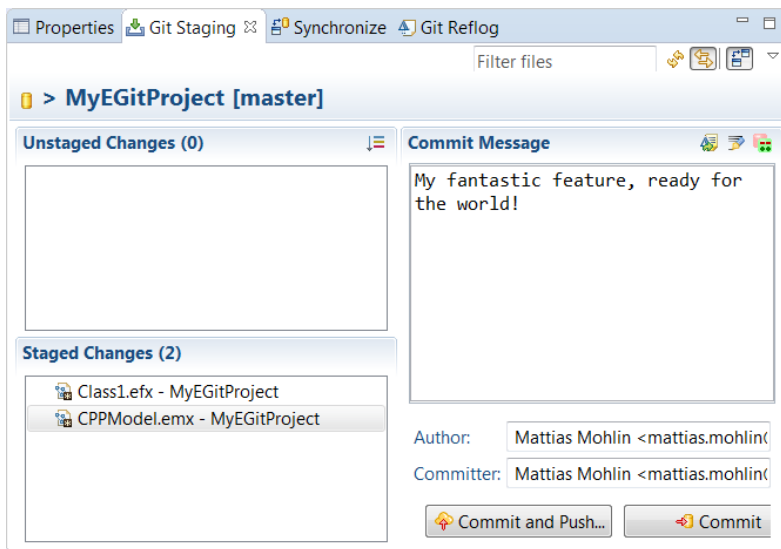 Properties Git Staging Synchronize Git Reflog
Filter files
> MyEGitProject [master]
Unstaged Changes (0)
Commit Message
My fantastic feature, ready for
the world!
Staged Changes (2)
Class1.efx - MyEGitProject
CPPModel.emx - MyEGitProject
Author: Mattias Mohlin <mattias.mohlin(
Committer: Mattias Mohlin <mattias.mohlin(
Commit and Push... Commit